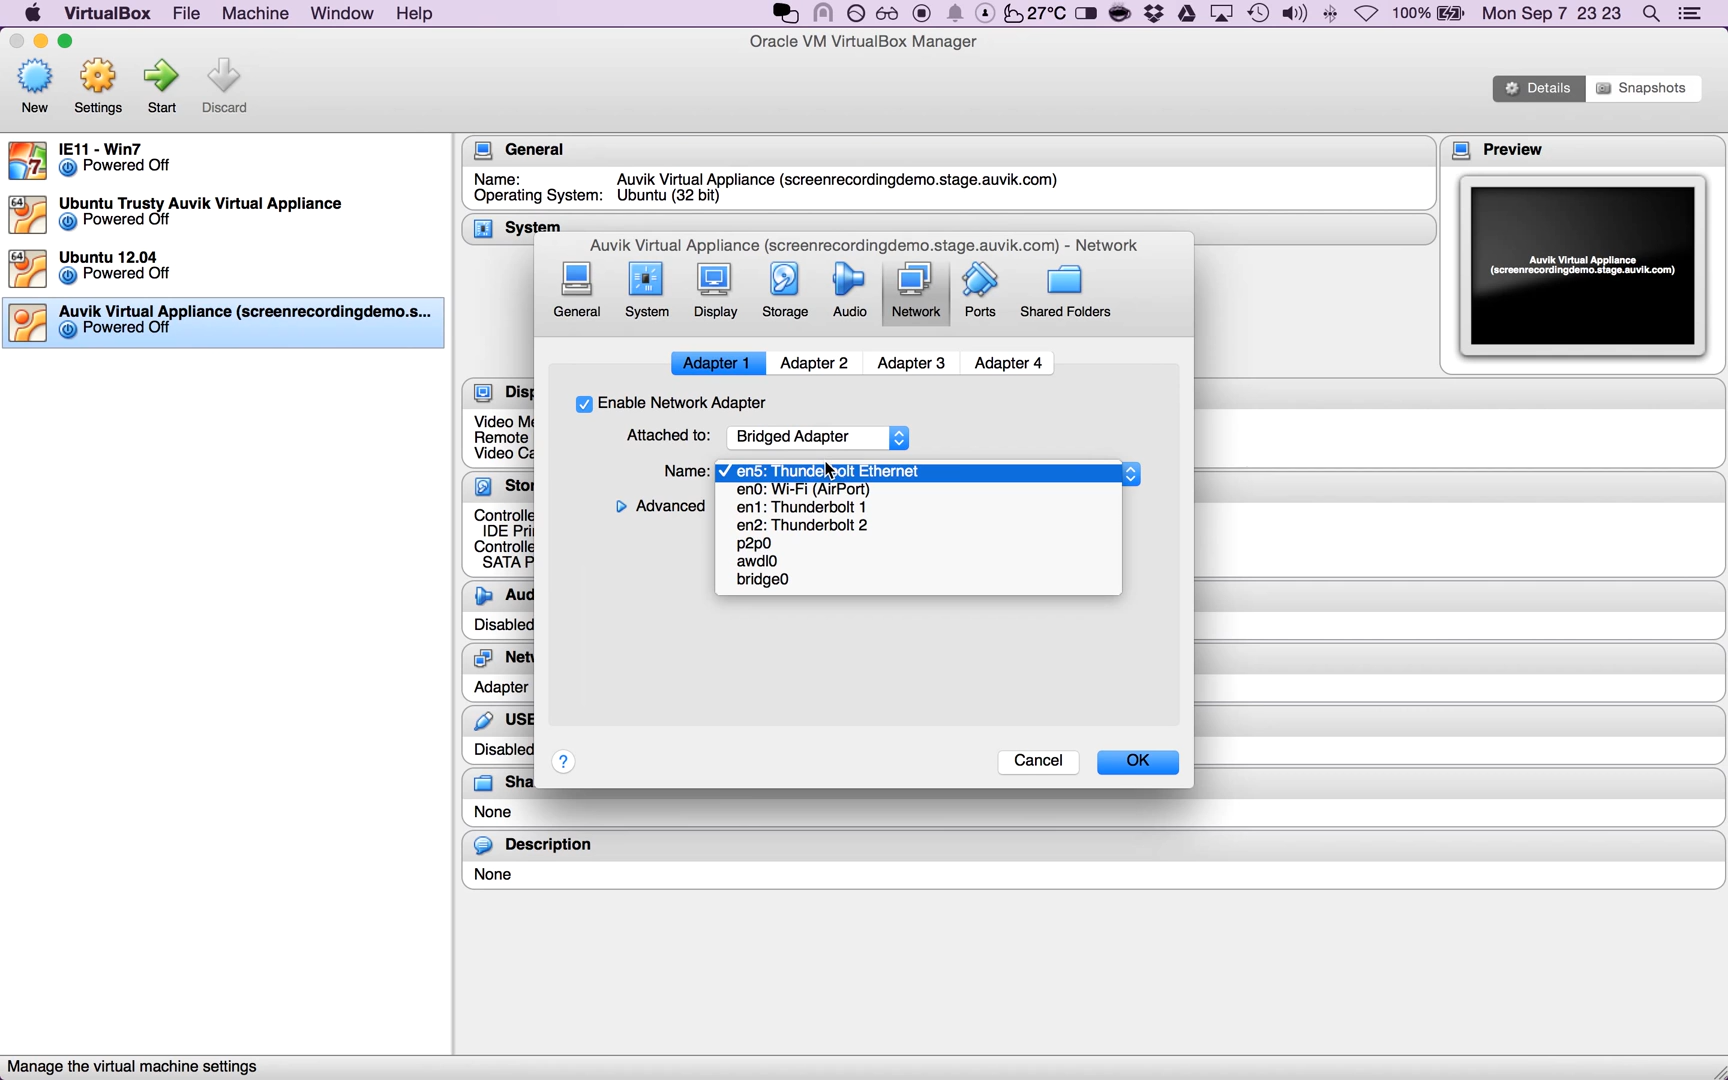 VirtualBox File Machine Window Help 27°C 100% Mon Sep 7 23 23
Oracle VM VirtualBox Manager
New Settings Start Discard
Details Snapshots
IE11 - Win7
Powered Off
64 Ubuntu Trusty Auvik Virtual Appliance
Powered Off
64 Ubuntu 12.04
Powered Off
Auvik Virtual Appliance (screenrecordingdemo.s...
Powered Off
General
Name: Auvik Virtual Appliance (screenrecordingdemo.stage.auvik.com)
Operating System: Ubuntu (32 bit)
System
Preview
Auvik Virtual Appliance
(screenrecordingdemo.stage.auvik.com)
Auvik Virtual Appliance (screenrecordingdemo.stage.auvik.com) - Network
General System Display Storage Audio Network Ports Shared Folders
Adapter 1 Adapter 2 Adapter 3 Adapter 4
Enable Network Adapter
Attached to: Bridged Adapter
Name: en5: Thunderbolt Ethernet
en0: Wi-Fi (AirPort)
Advanced en1: Thunderbolt 1
en2: Thunderbolt 2
p2p0
awdl0
bridge0
? Cancel OK
Disp
Video Me
Remote
Video Ca
Stor
Controlle
IDE Pri
Controlle
SATA P
Aud
Disabled
Netw
Adapter
USB
Disabled
Sha
None
Description
None
Manage the virtual machine settings